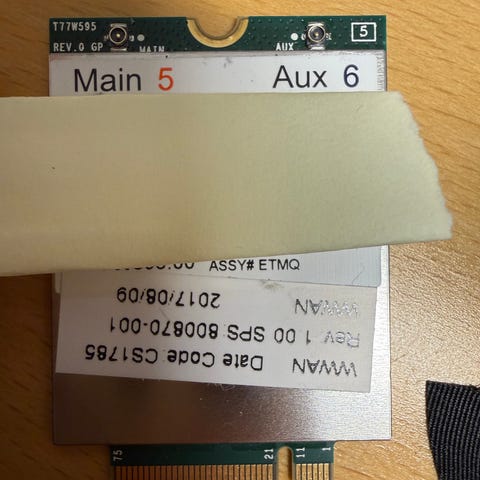 T77W595
REV.0 GP
MAIN
AUX
5
Main 5
Aux 6
ASSY# ETMQ
WWAN
Date Code: CS1785
Rev 1.00 SPS: 800870-001
WWAN
2017/08/09
75
21
11
1